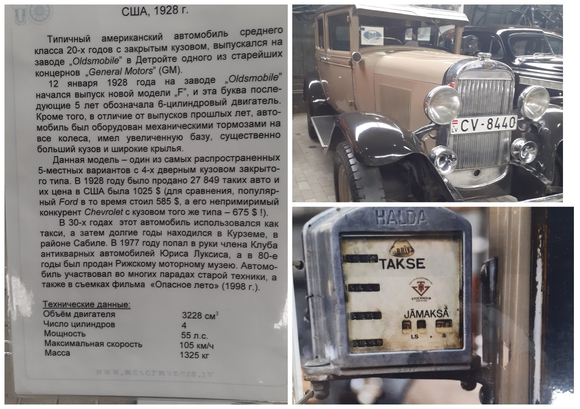 США, 1928 г.
Типичный американский автомобиль среднего
класса 20-х годов с закрытым кузовом, выпускался на
заводе „Oldsmobile” в Детройте одного из старейших
концернов „General Motors” (GM).
12 января 1928 года на заводе „Oldsmobile”
начался выпуск новой модели „F”, и эта буква после-
дующие 5 лет обозначала 6-цилиндровый двигатель.
Кроме того, в отличие от выпусков прошлых лет, авто-
мобиль был оборудован механическими тормозами на
все колеса, имел увеличенную базу, существенно
больший кузов и широкие крылья.
Данная модель – один из самых распространенных
5-местных вариантов с 4-х дверным кузовом закрыто-
го типа. В 1928 году было продано 27 849 таких авто и
их цена в США была 1025 $ (для сравнения, популяр-
ный Ford в то время стоил 585 $, а его непримиримый
конкурент Chevrolet с кузовом того же типа – 675 $ !).
В 30-х годах этот автомобиль использовался как
такси, а затем долгие годы находился в Курземе, в
районе Сабиле. В 1977 году попал в руки члена Клуба
антикварных автомобилей Юриса Луксиса, а в 80-е
годы был продан Рижскому моторному музею. Автомо-
биль участвовал во многих парадах старой техники, а
также в съемках фильма «Опасное лето» (1998 г.).
Технические данные:
Объём двигателя 3228 см³
Число цилиндров 4
Мощность 55 л.с.
Максимальная скорость 105 км/ч
Масса 1325 кг
CV-8440
LV
HALDA
TAKSE
JĀMAKSĀ
LS
S